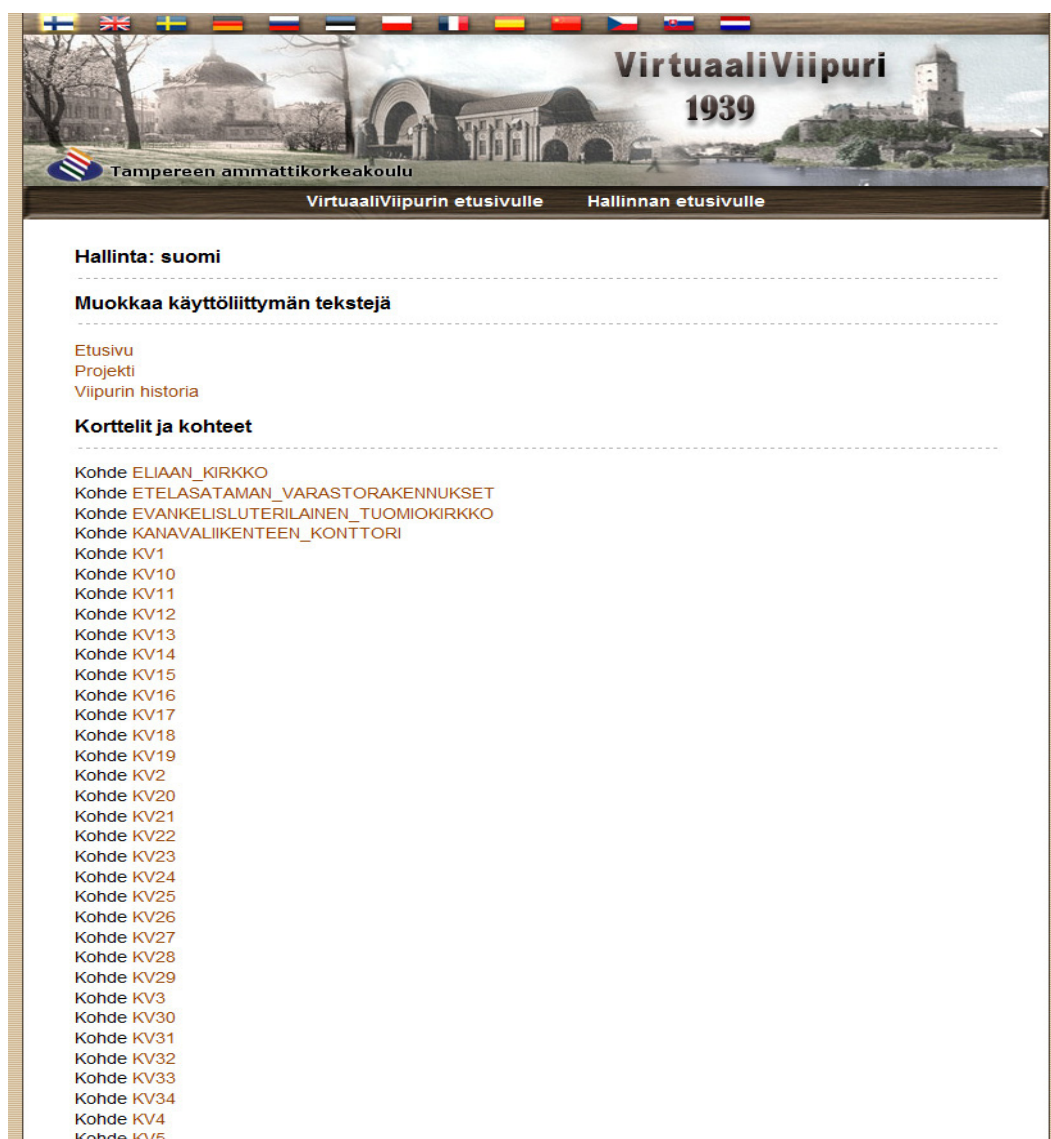 VirtuaaliViipuri
1939
Tampereen ammattikorkeakoulu
VirtuaaliViipurin etusivulle Hallinnan etusivulle
Hallinta: suomi
Muokkaa käyttöliittymän tekstejä
Etusivu
Projekti
Viipurin historia
Korttelit ja kohteet
Kohde ELIAAN_KIRKKO
Kohde ETELASATAMAN_VARASTORAKENNUKSET
Kohde EVANKELISLUTERILAINEN_TUOMIOKIRKKO
Kohde KANAVALIIKENTEEN_KONTTORI
Kohde KV1
Kohde KV10
Kohde KV11
Kohde KV12
Kohde KV13
Kohde KV14
Kohde KV15
Kohde KV16
Kohde KV17
Kohde KV18
Kohde KV19
Kohde KV2
Kohde KV20
Kohde KV21
Kohde KV22
Kohde KV23
Kohde KV24
Kohde KV25
Kohde KV26
Kohde KV27
Kohde KV28
Kohde KV29
Kohde KV3
Kohde KV30
Kohde KV31
Kohde KV32
Kohde KV33
Kohde KV34
Kohde KV4
Kohde KV5